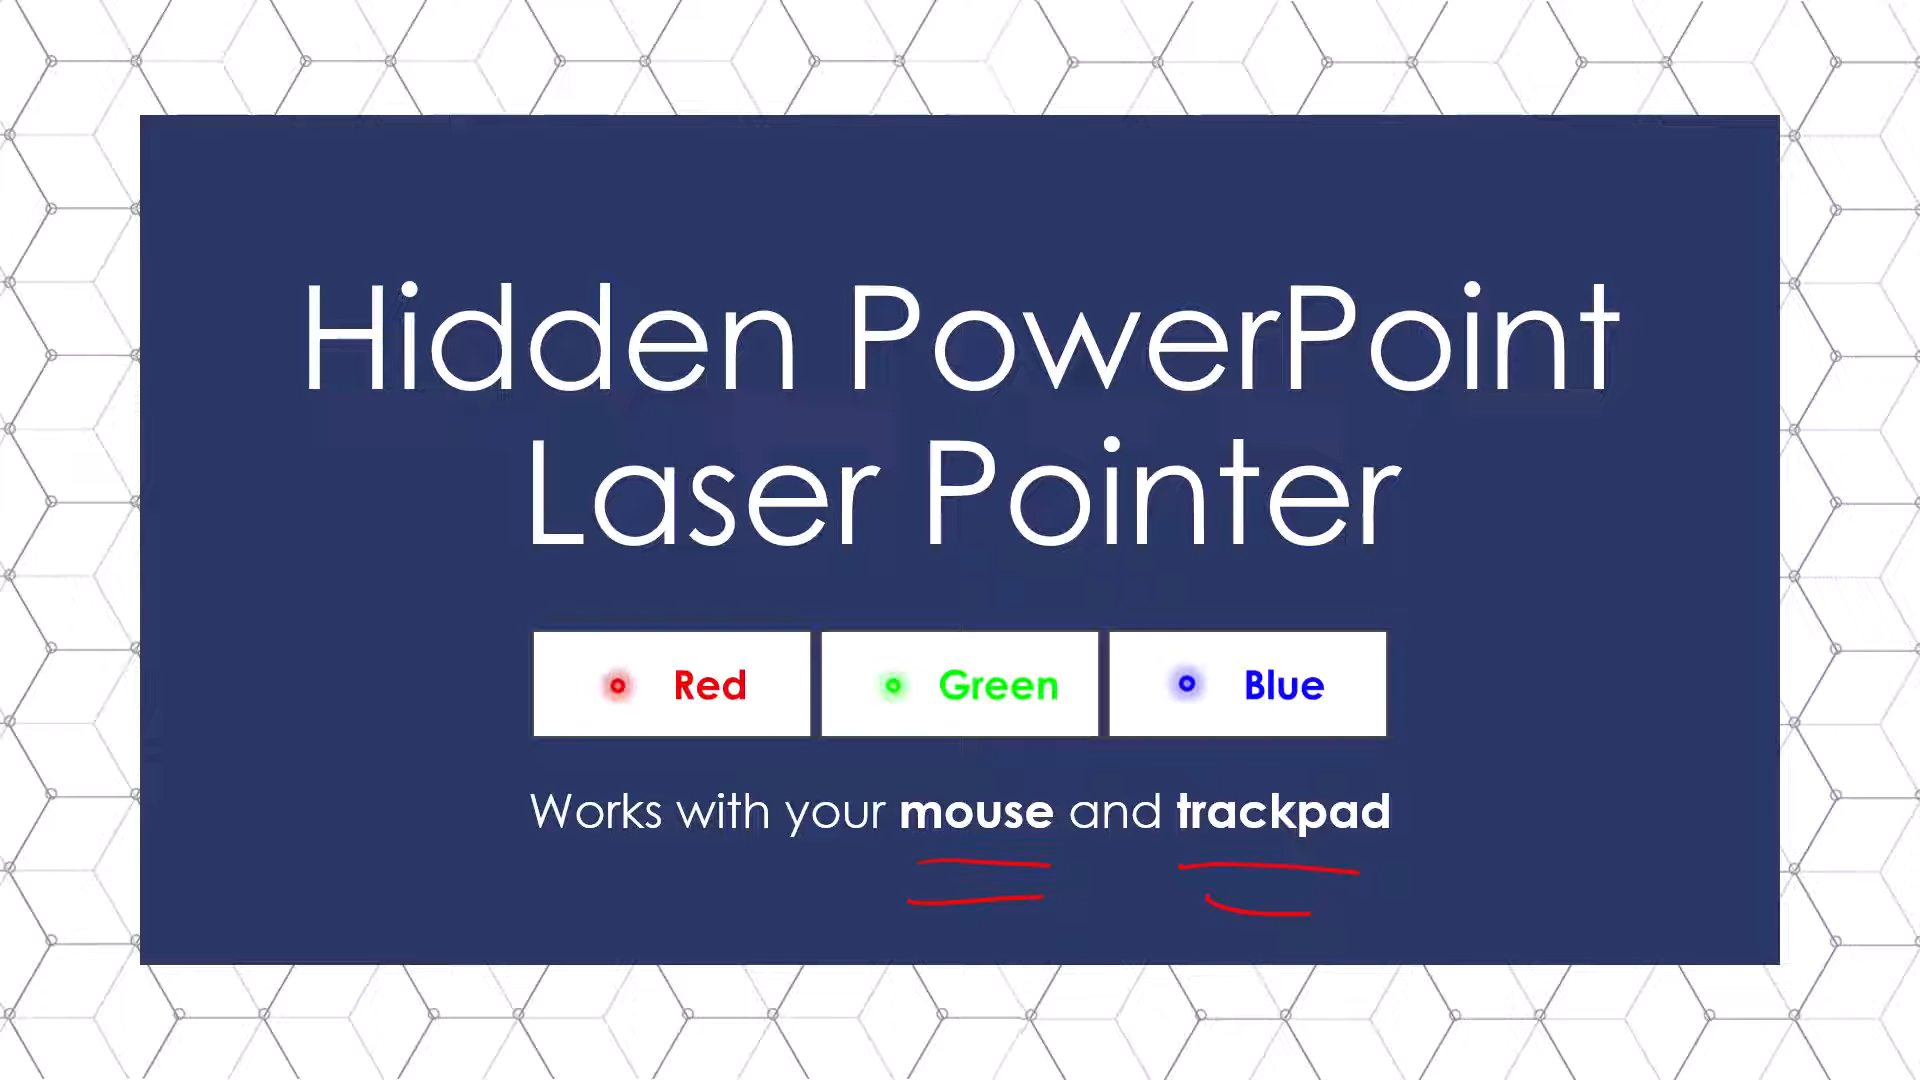 Hidden PowerPoint
Laser Pointer
Red Green Blue
Works with your mouse and trackpad